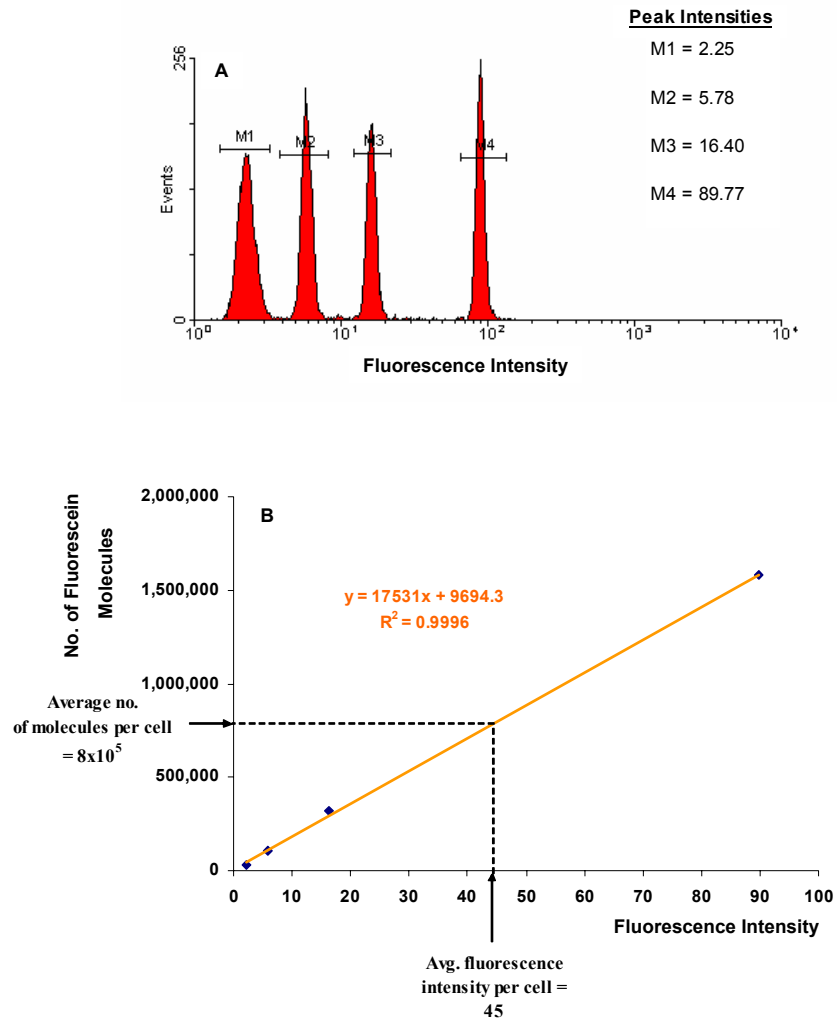 Peak Intensities
M1 = 2.25
M2 = 5.78
M3 = 16.40
M4 = 89.77
256
A
M1
M2
M3
M4
Events
0
10⁰
10¹
10²
10³
10⁴
Fluorescence Intensity
No. of Fluorescein
Molecules
2,000,000
B
1,500,000
y = 17531x + 9694.3
R² = 0.9996
1,000,000
Average no.
of molecules per cell
= 8x10⁵
500,000
0
0 10 20 30 40 50 60 70 80 90 100
Fluorescence Intensity
Avg. fluorescence
intensity per cell =
45